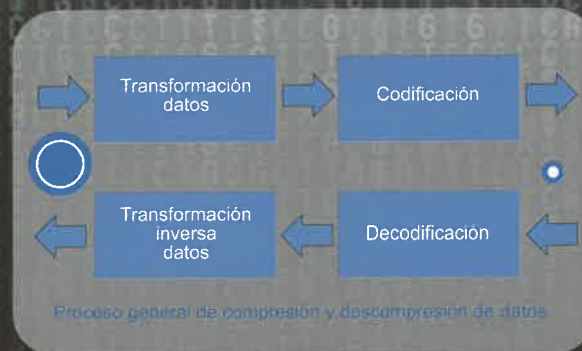 Transformación
datos
Codificación
Transformación
inversa
datos
Decodificación
Proceso general de compresión y descompresión de datos